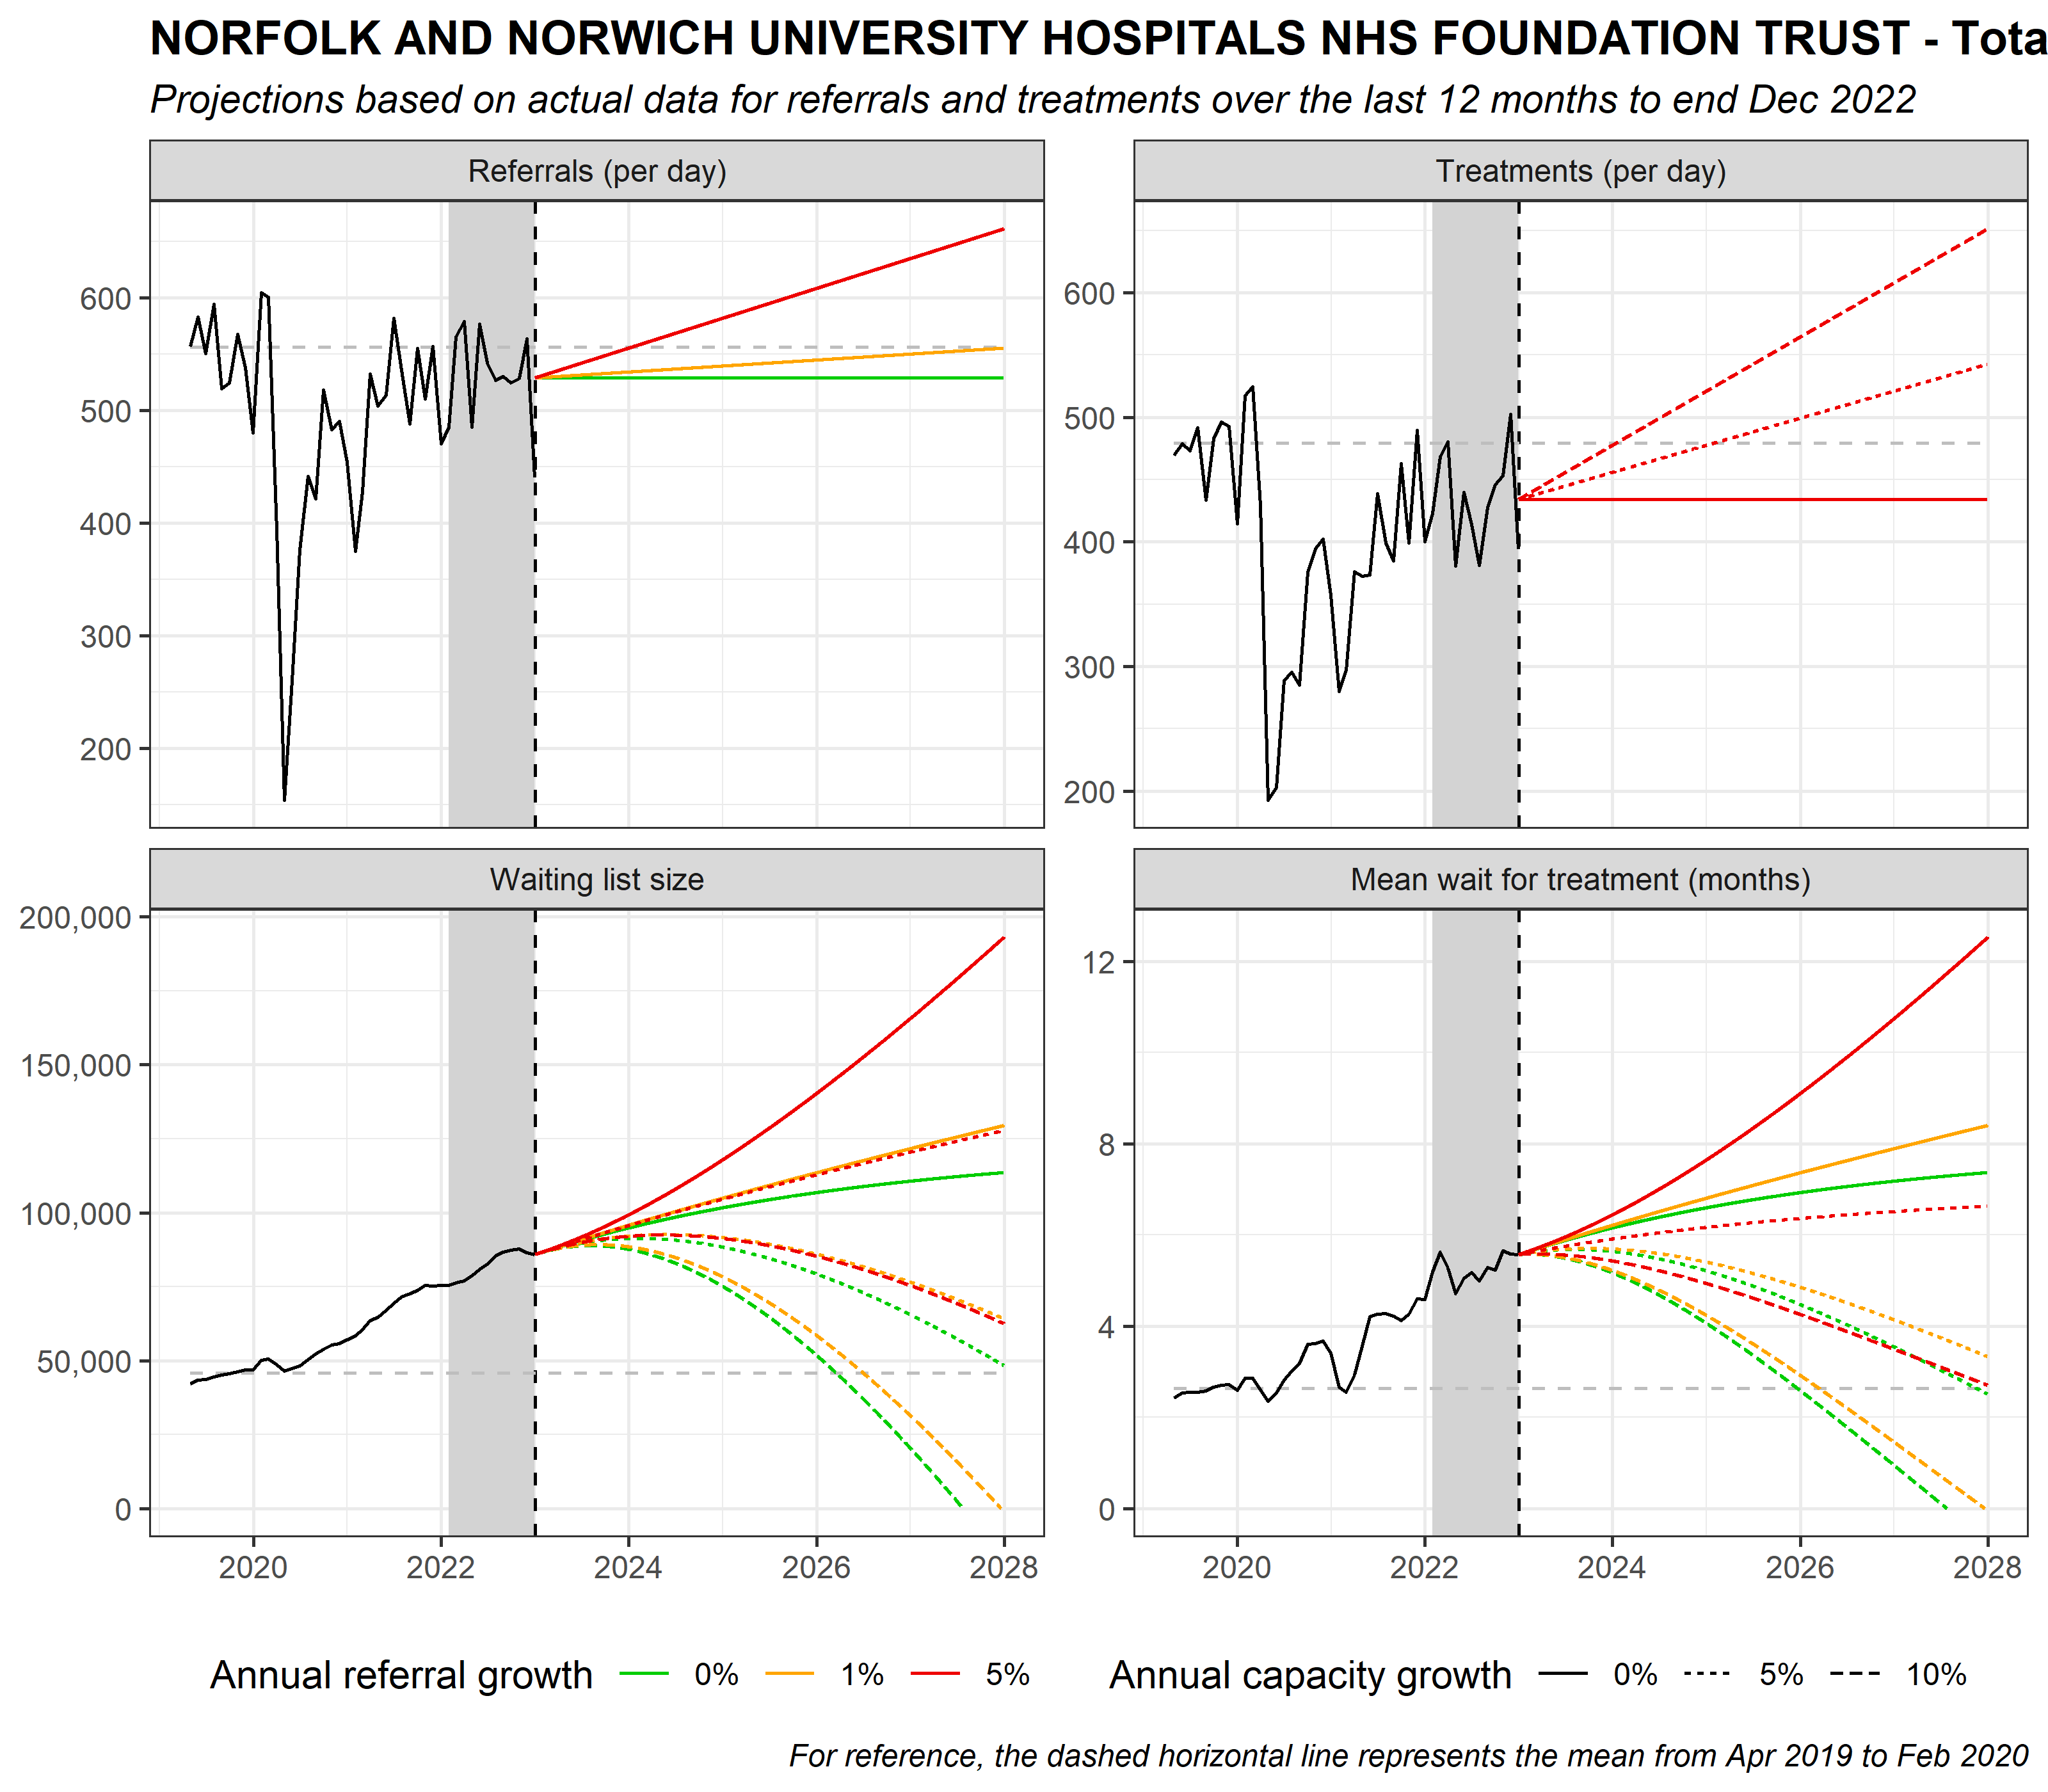 NORFOLK AND NORWICH UNIVERSITY HOSPITALS NHS FOUNDATION TRUST - Tota
Projections based on actual data for referrals and treatments over the last 12 months to end Dec 2022
Referrals (per day)
Treatments (per day)
600
500
400
300
200
600
500
400
300
200
Waiting list size
Mean wait for treatment (months)
200,000
150,000
100,000
50,000
0
12
8
4
0
2020 2022 2024 2026 2028
2020 2022 2024 2026 2028
Annual referral growth 0% 1% 5%
Annual capacity growth 0% 5% 10%
For reference, the dashed horizontal line represents the mean from Apr 2019 to Feb 2020